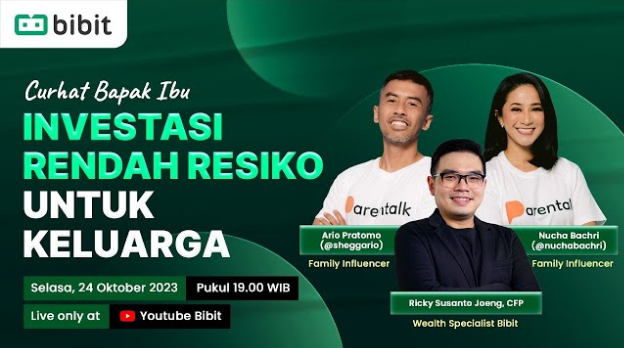 bibit
Curhat Bapak Ibu
INVESTASI
RENDAH RESIKO
UNTUK
KELUARGA
Selasa, 24 Oktober 2023 Pukul 19.00 WIB
Live only at Youtube Bibit
Parentalk
Parentalk
Ario Pratomo
(@sheggario)
Family Influencer
Nucha Bachri
(@nuchabachri)
Family Influencer
Ricky Susanto Joeng, CFP
Wealth Specialist Bibit